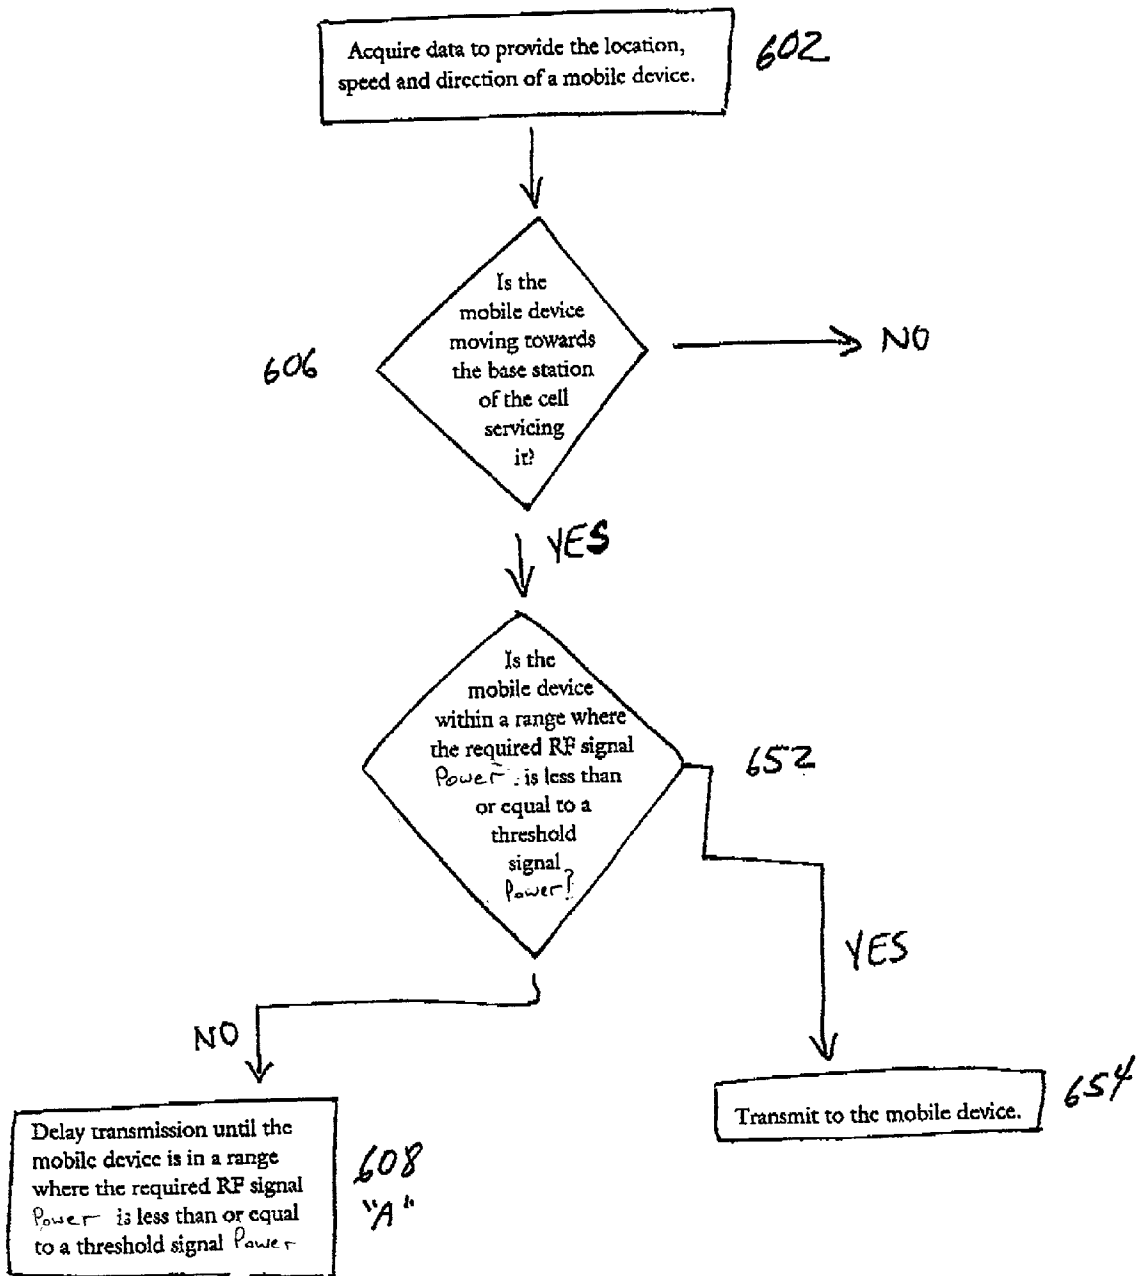 Acquire data to provide the location,
speed and direction of a mobile device.
602
Is the
mobile device
moving towards
the base station
of the cell
servicing
it?
606
NO
YES
Is the
mobile device
within a range where
the required RF signal
Power is less than
or equal to a
threshold
signal
Power?
652
YES
NO
Delay transmission until the
mobile device is in a range
where the required RF signal
Power is less than or equal
to a threshold signal Power
608
"A"
Transmit to the mobile device.
654